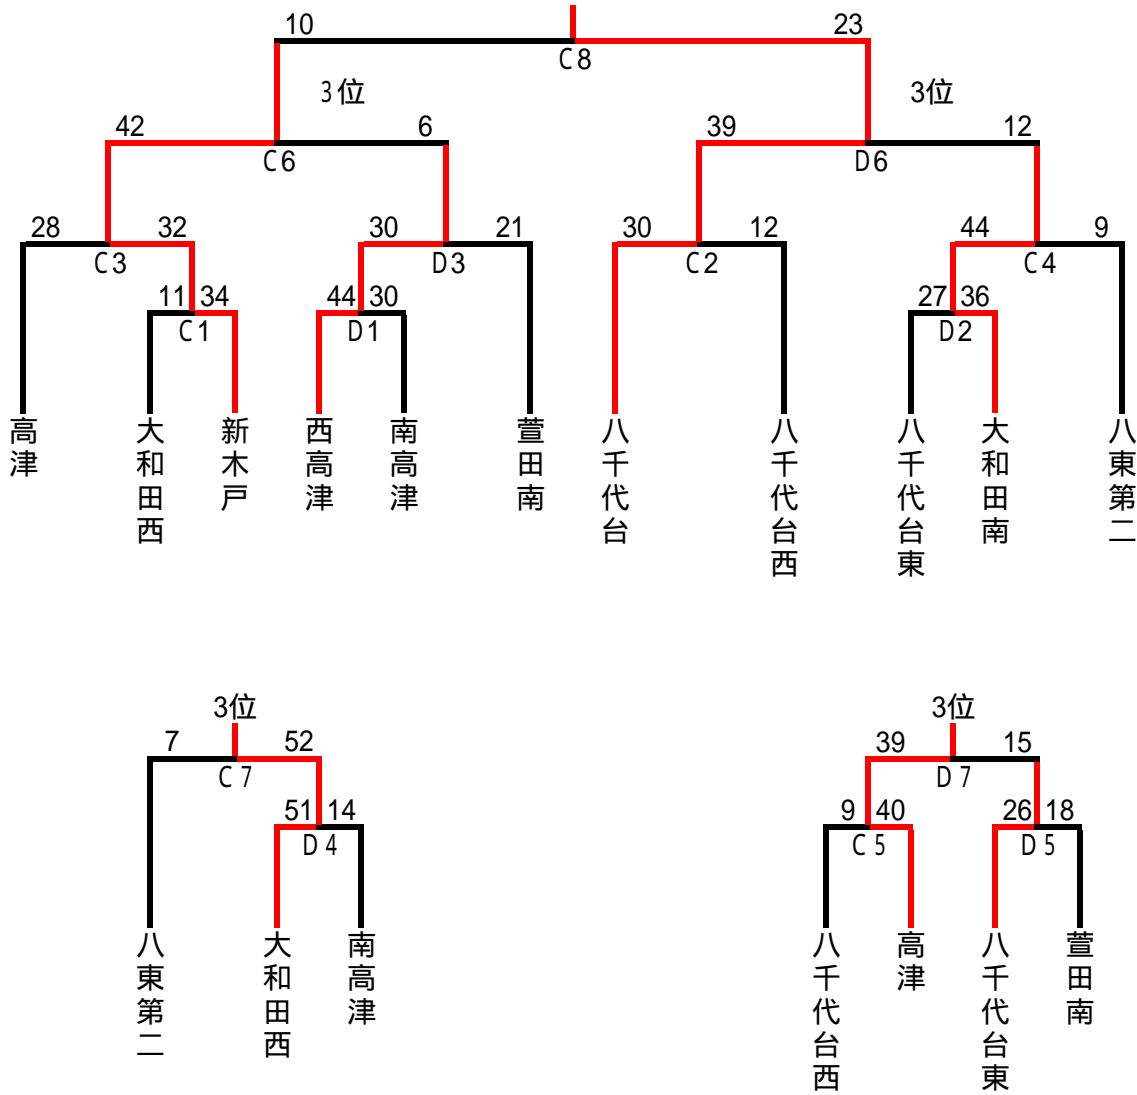 10 23
C8
3位 3位
42 6 39 12
C6 D6
28 32 30 21 30 12 44 9
C3 D3 C2 C4
11 34 44 30 27 36
C1 D1 D2
高津
大和田西
新木戸
西高津
南高津
萱田南
八千代台
八千代台西
八千代台東
大和田南
八東第二
3位 3位
7 52 39 15
C7 D7
51 14 9 40 26 18
D4 C5 D5
八東第二
大和田西
南高津
八千代台西
高津
八千代台東
萱田南